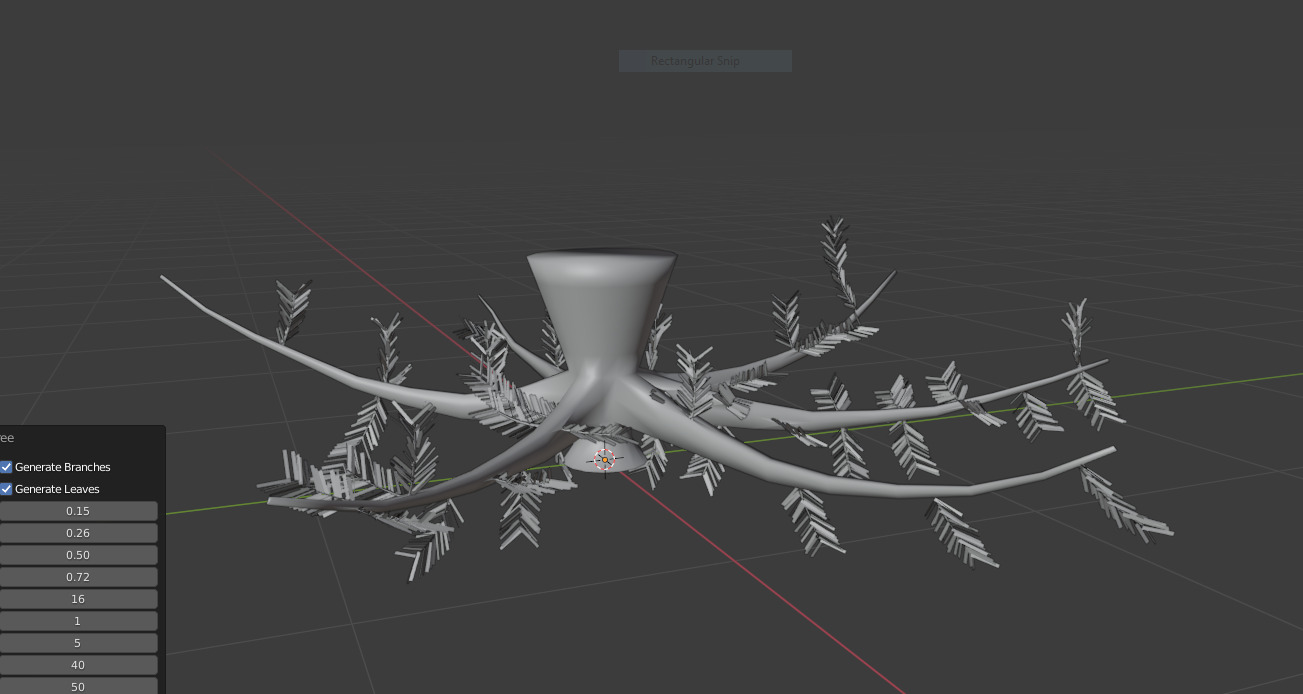 Rectangular Snip
ree
Generate Branches
Generate Leaves
0.15
0.26
0.50
0.72
16
1
5
40
50